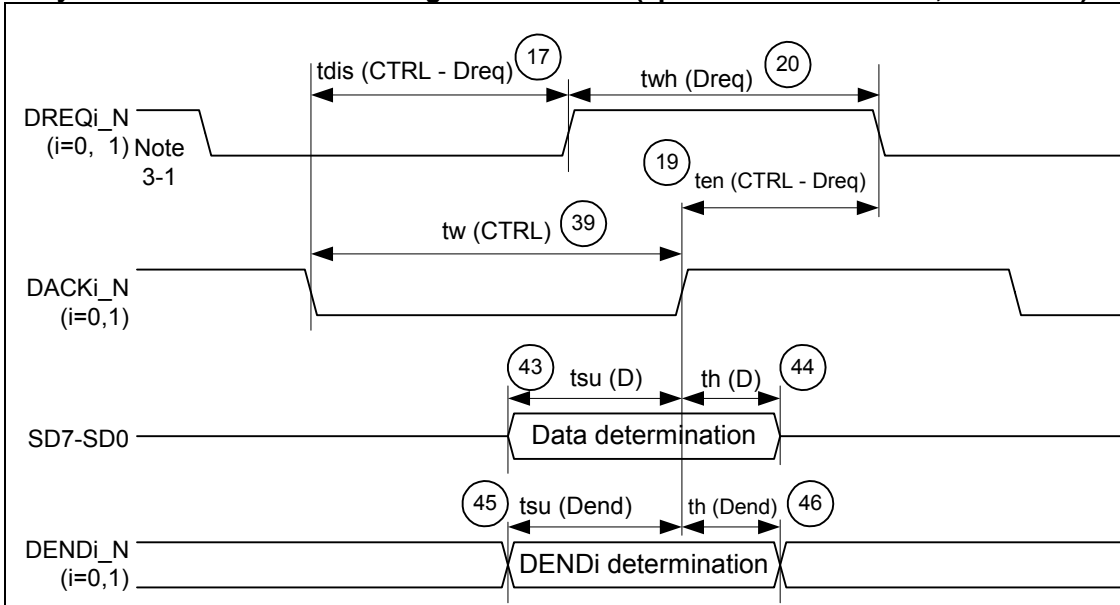 tdis (CTRL - Dreq) 17
twh (Dreq) 20
DREQi_N
(i=0, 1) Note
3-1
19
ten (CTRL - Dreq)
tw (CTRL) 39
DACKi_N
(i=0,1)
43 tsu (D) th (D) 44
SD7-SD0 Data determination
45 tsu (Dend) th (Dend) 46
DENDi_N DENDi determination
(i=0,1)